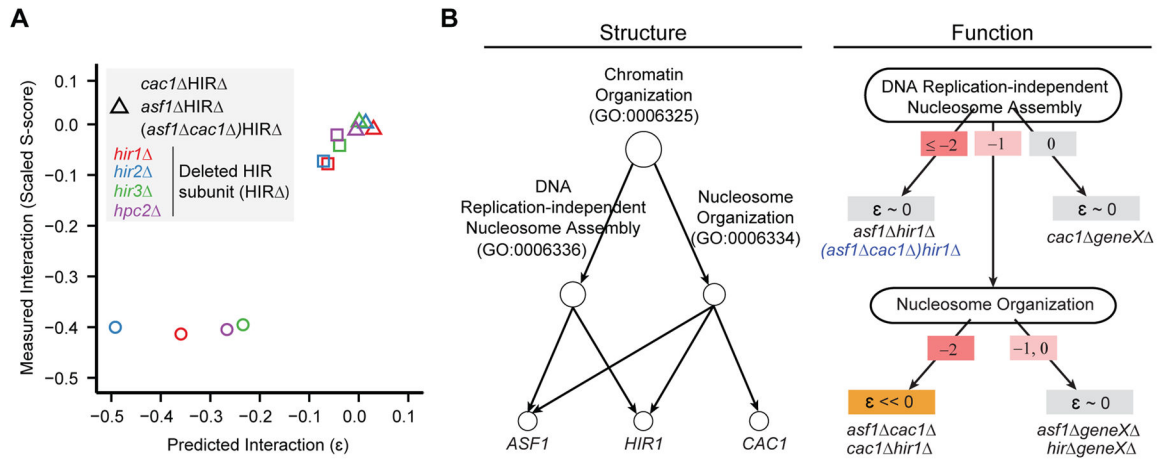 A
Measured Interaction (Scaled S-score)
0.1
0.0
−0.1
−0.2
−0.3
−0.4
−0.5
cac1ΔHIRΔ
asf1ΔHIRΔ
(asf1Δcac1Δ)HIRΔ
hir1Δ
hir2Δ
hir3Δ
hpc2Δ
Deleted HIR
subunit (HIRΔ)
−0.5
−0.4
−0.3
−0.2
−0.1
0.0
0.1
Predicted Interaction (ε)
B
Structure
Chromatin
Organization
(GO:0006325)
DNA
Replication-independent
Nucleosome Assembly
(GO:0006336)
Nucleosome
Organization
(GO:0006334)
ASF1
HIR1
CAC1
Function
DNA Replication-independent
Nucleosome Assembly
≤ −2
−1
0
ε ~ 0
asf1Δhir1Δ
(asf1Δcac1Δ)hir1Δ
ε ~ 0
cac1ΔgeneXΔ
Nucleosome Organization
−2
−1, 0
ε << 0
asf1Δcac1Δ
cac1Δhir1Δ
ε ~ 0
asf1ΔgeneXΔ
hirΔgeneXΔ